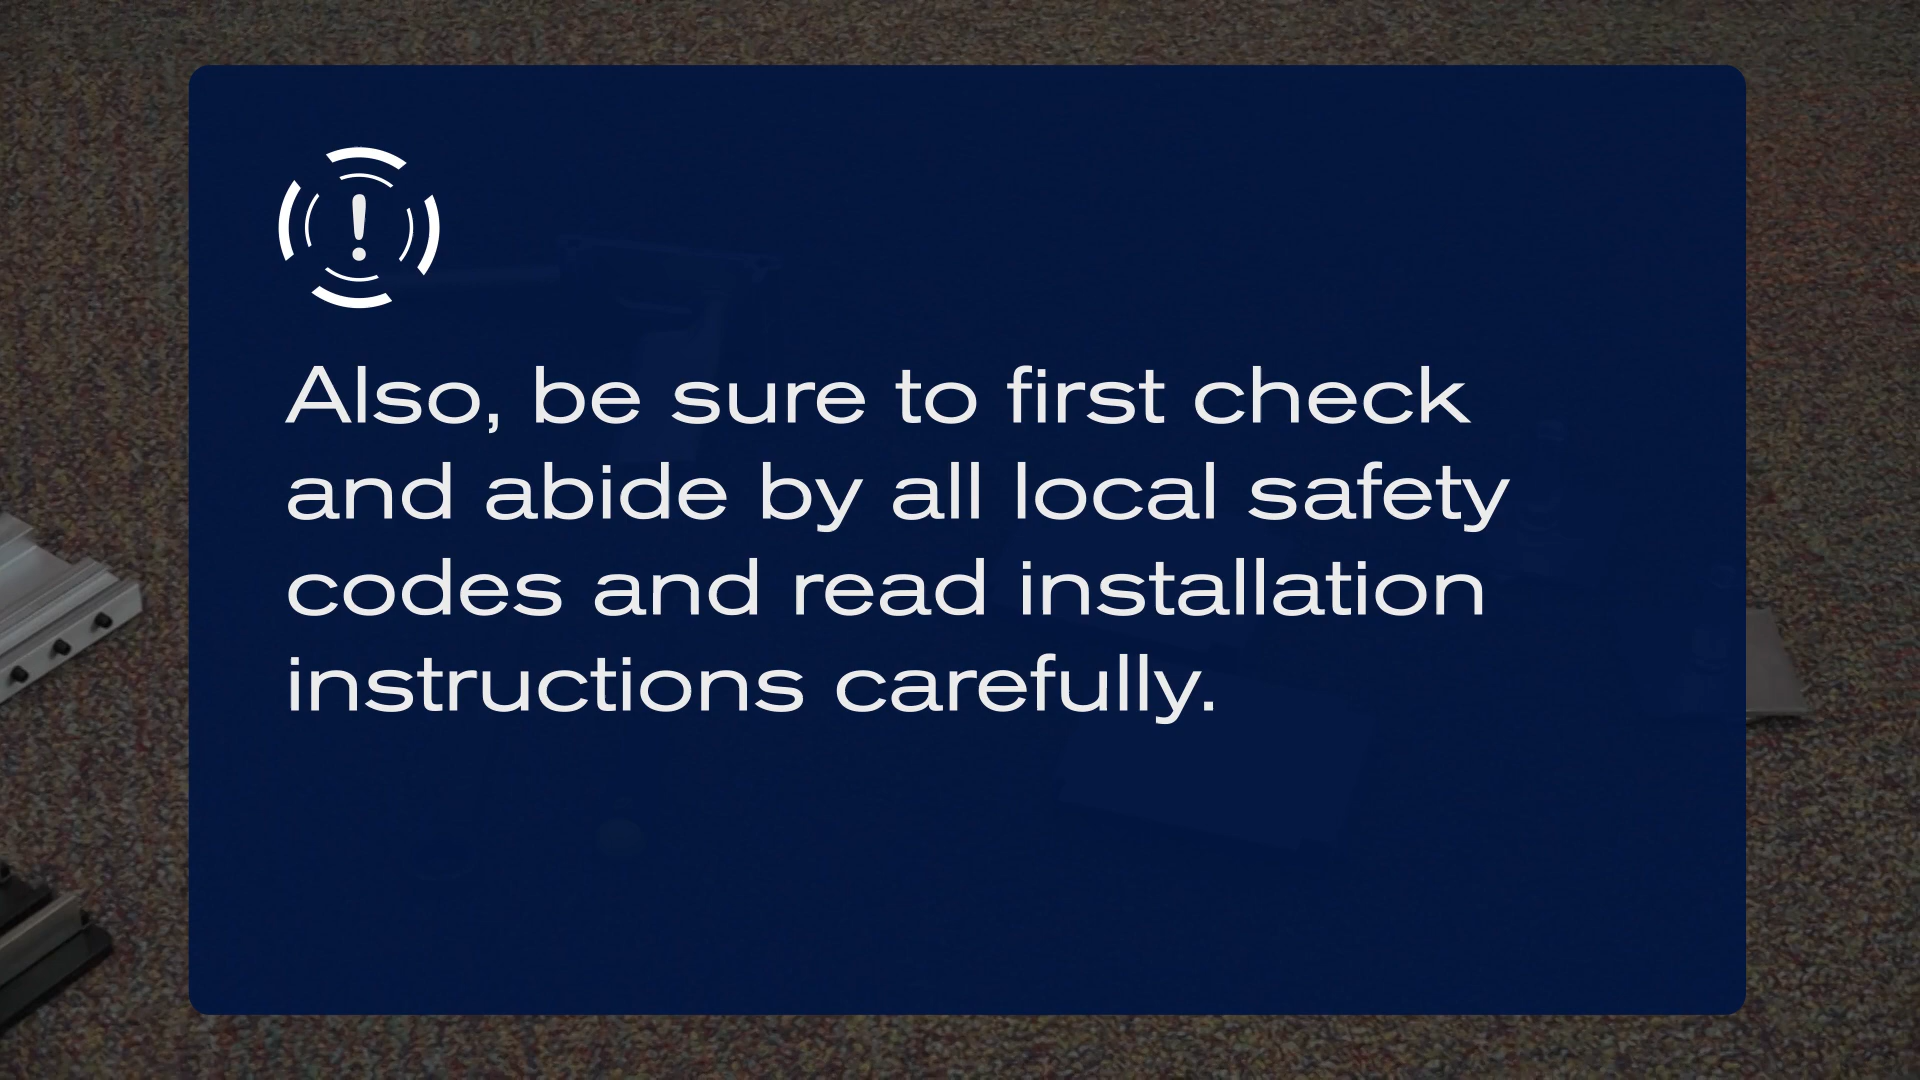 Also, be sure to first check
and abide by all local safety
codes and read installation
instructions carefully.